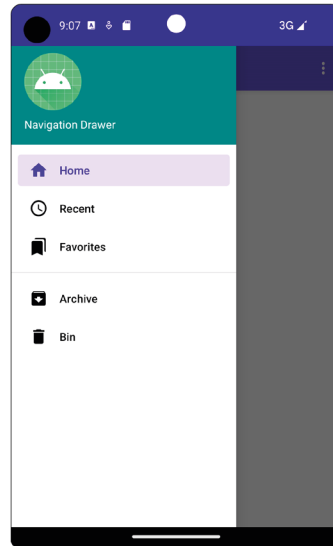 9:07
3G
Navigation Drawer
Home
Recent
Favorites
Archive
Bin